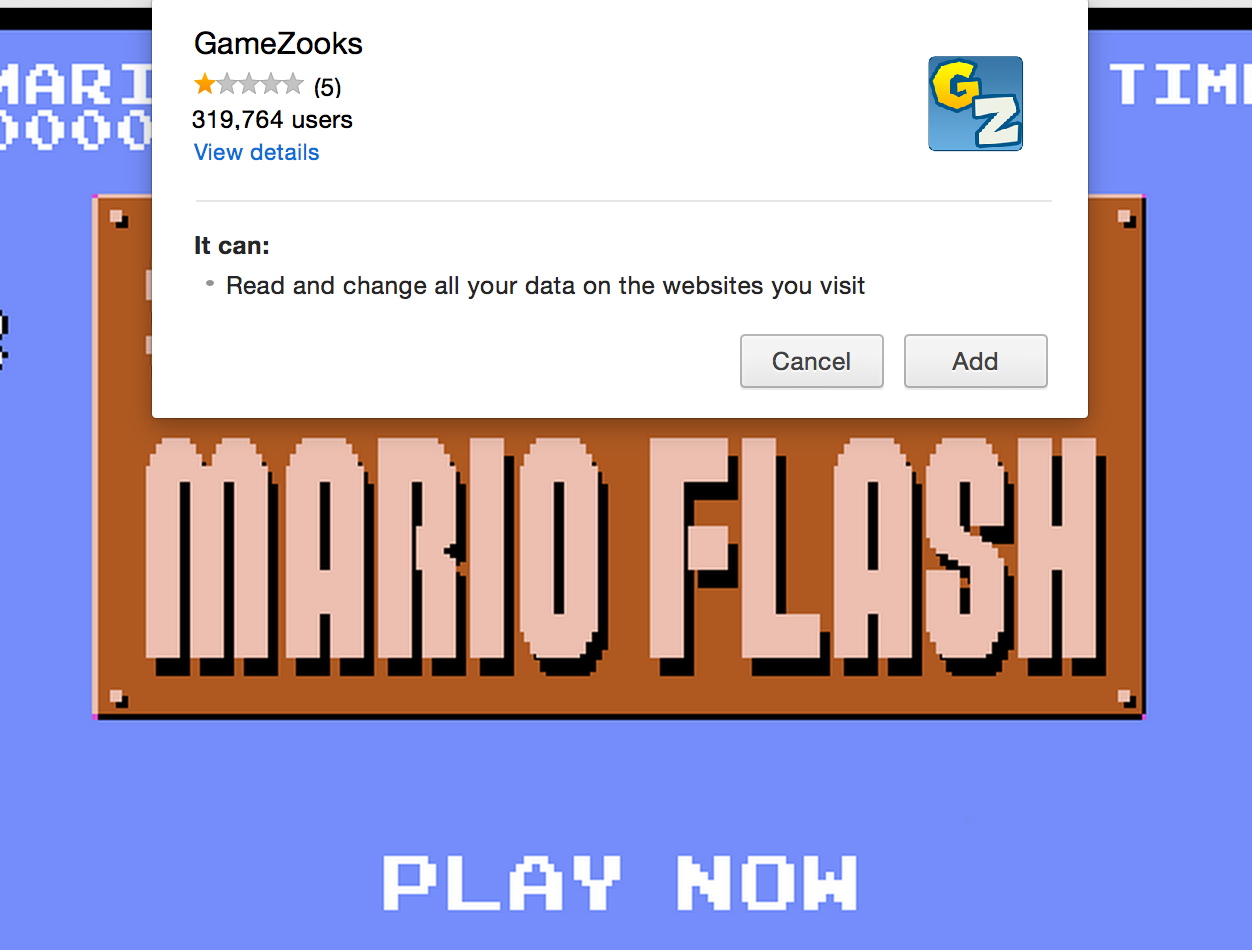 GameZooks
(5)
319,764 users
View details
GZ
MARI
TIM
0000
It can:
• Read and change all your data on the websites you visit
Cancel
Add
MARIO FLASH
PLAY NOW